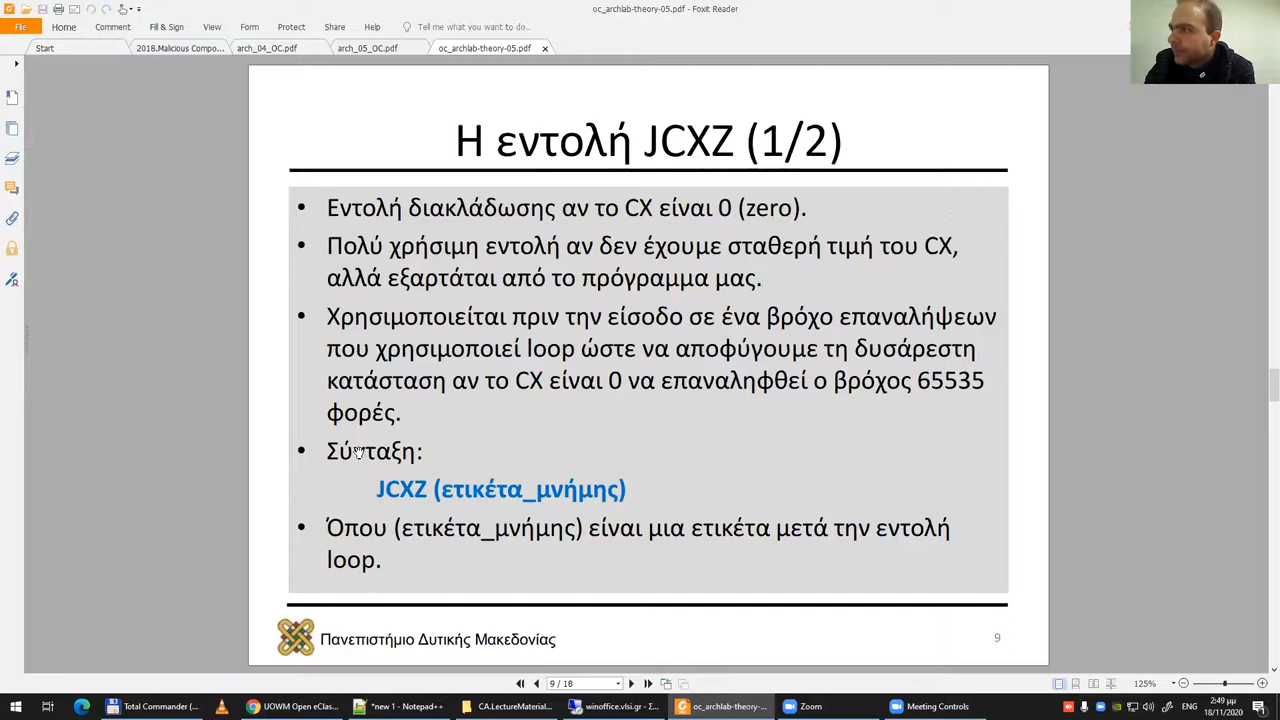 oc_archlab-theory-05.pdf - Foxit Reader
File Home Comment Fill & Sign View Form Protect Share Help Tell me what you want to do..
Start 2018.Malicious Compo... arch_04_OC.pdf arch_05_OC.pdf oc_archlab-theory-05.pdf
Η εντολή JCXZ (1/2)
• Εντολή διακλάδωσης αν το CX είναι 0 (zero).
• Πολύ χρήσιμη εντολή αν δεν έχουμε σταθερή τιμή του CX,
αλλά εξαρτάται από το πρόγραμμα μας.
• Χρησιμοποιείται πριν την είσοδο σε ένα βρόχο επαναλήψεων
που χρησιμοποιεί loop ώστε να αποφύγουμε τη δυσάρεστη
κατάσταση αν το CX είναι 0 να επαναληφθεί ο βρόχος 65535
φορές.
• Σύνταξη:
JCXZ (ετικέτα_μνήμης)
• Όπου (ετικέτα_μνήμης) είναι μια ετικέτα μετά την εντολή
loop.
Πανεπιστήμιο Δυτικής Μακεδονίας
9
9 / 18
125%
Total Commander (... UOWM Open eClas... *new 1 - Notepad++ CA.LectureMaterial... winoffice.vlsi.gr - Σ... oc_archlab-theory-0... Zoom Meeting Controls
2:49 μμ
18/11/2020